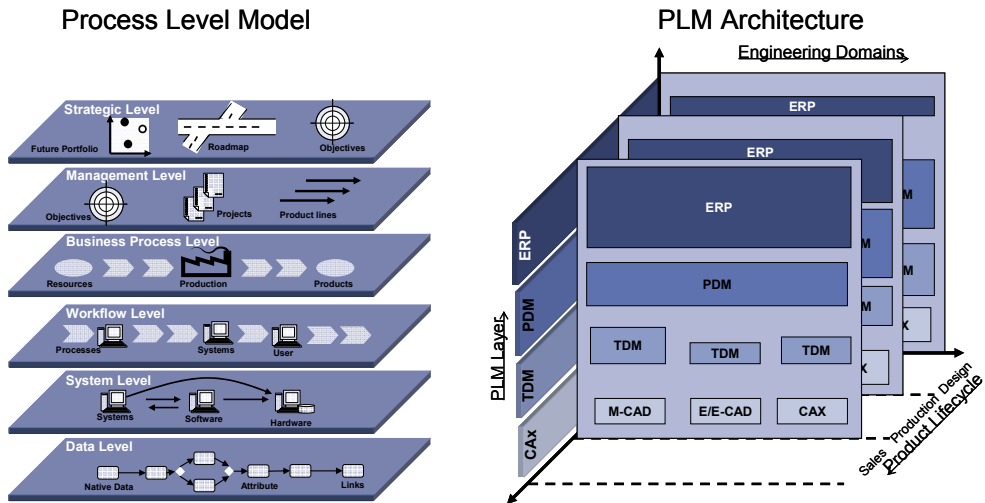 Process Level Model
Strategic Level
Future Portfolio
Roadmap
Objectives
Management Level
Objectives
Projects
Product lines
Business Process Level
Resources
Production
Products
Workflow Level
Processes
Systems
User
System Level
Systems
Software
Hardware
Data Level
Native Data
Attribute
Links
PLM Architecture
Engineering Domains
ERP
ERP
ERP
PDM
TDM
TDM
TDM
M-CAD
E/E-CAD
CAX
M
M
X
M
M
X
ERP
PDM
TDM
CAx
PLM Layer
Sales Production Design
Product Lifecycle